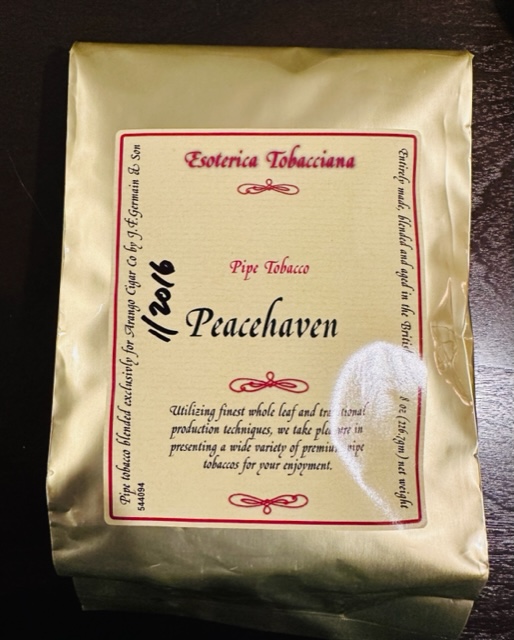 Esoterica Tobacciana
Pipe Tobacco
Peacehaven
Utilizing finest whole leaf and traditional
production techniques, we take pleasure in
presenting a wide variety of premium pipe
tobaccos for your enjoyment.
Pipe tobacco blended exclusivly for Arango Cigar Co by J.F.Germain & Son
544094
1/2016
Entirely made, blended and aged in the British
8 oz (226.7gm) net weight